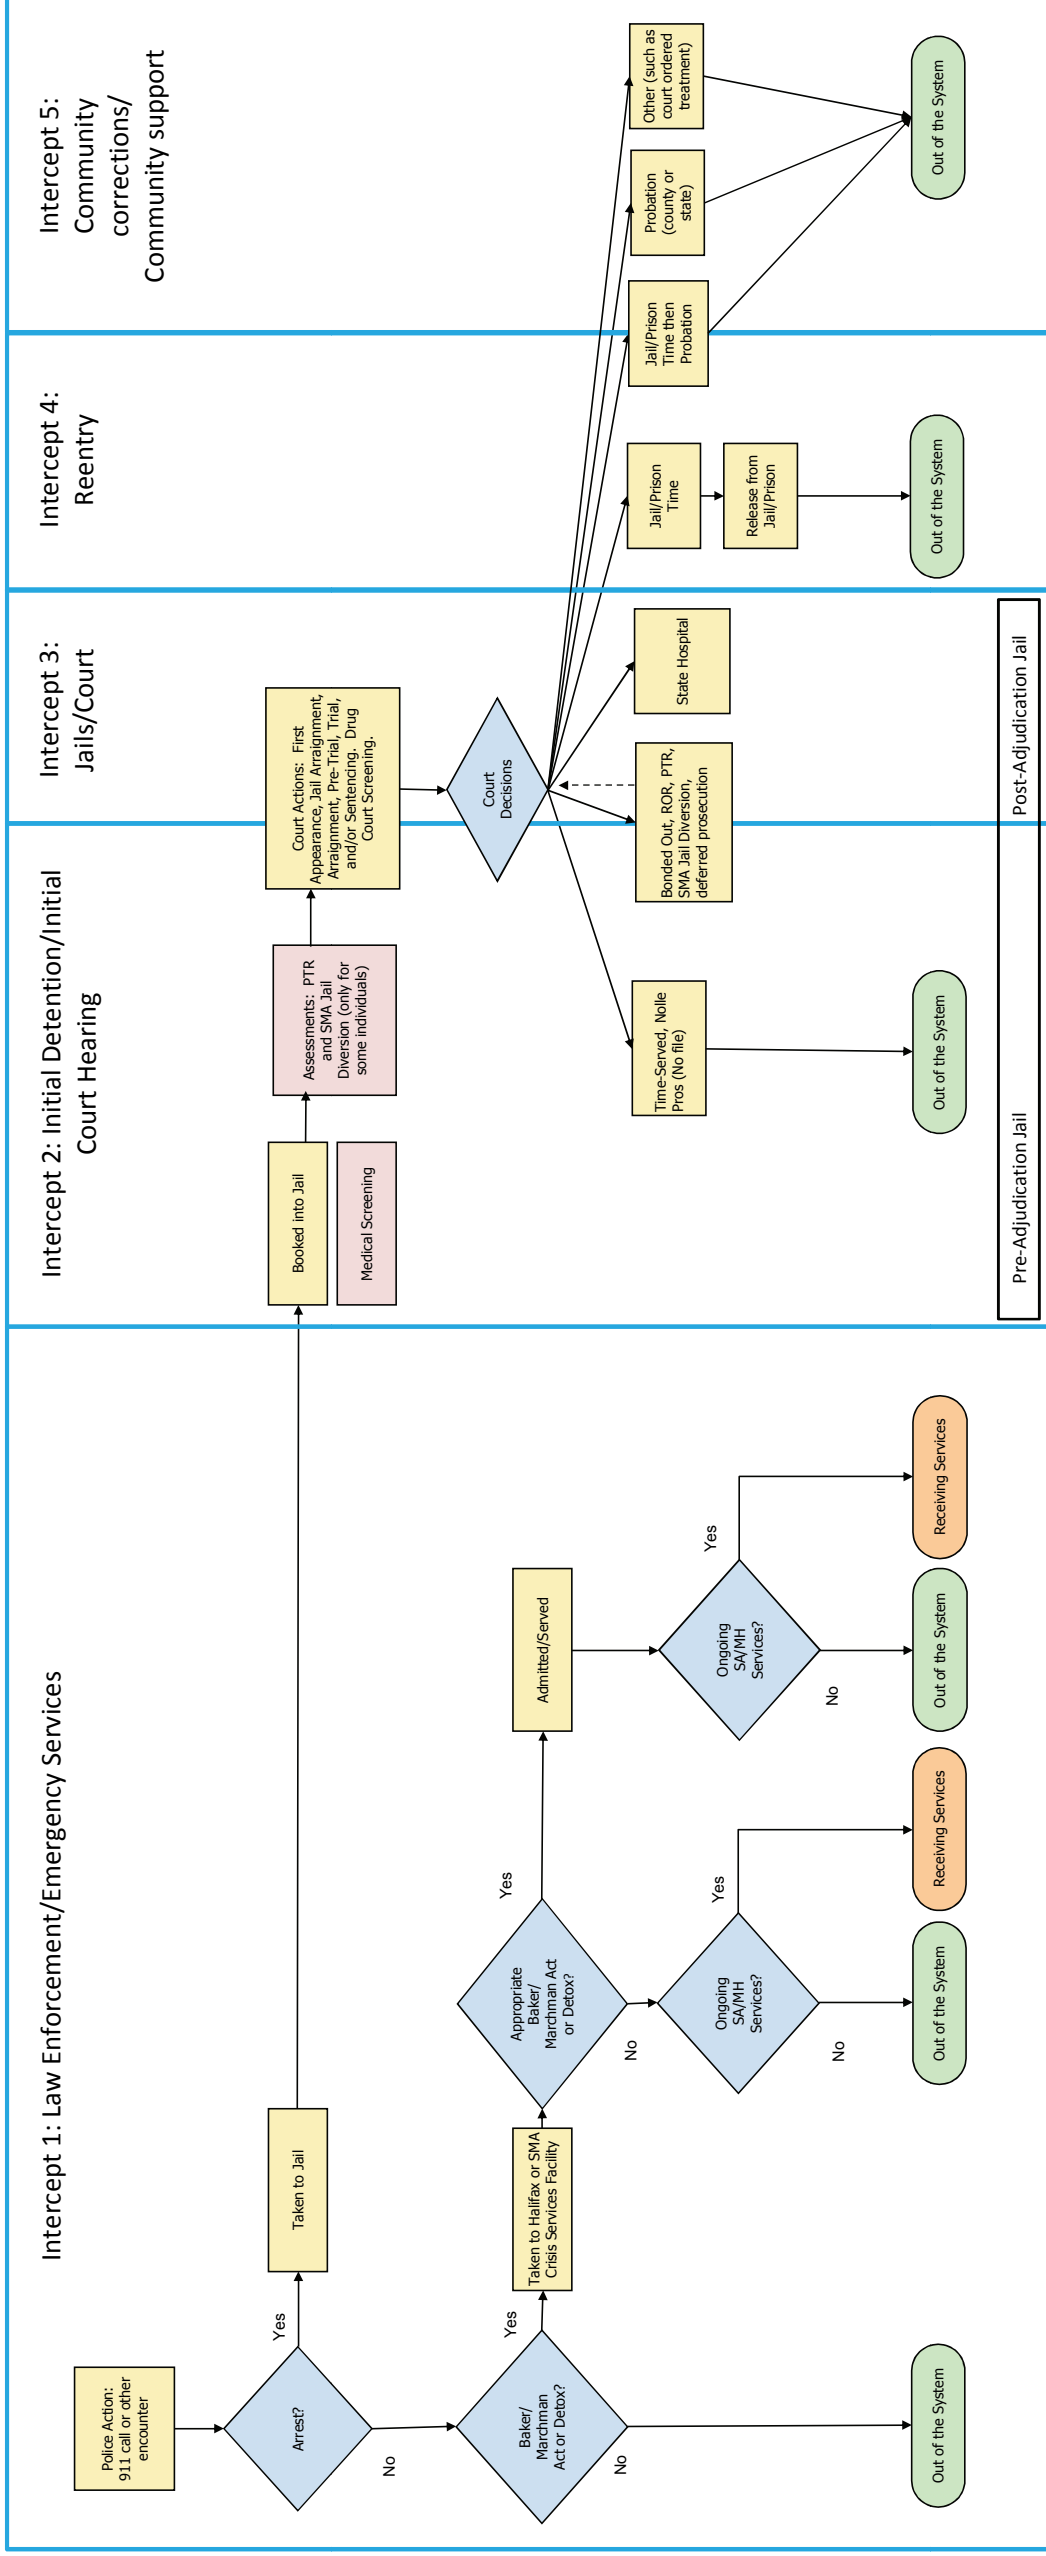 Intercept 1: Law Enforcement/Emergency Services
Intercept 2: Initial Detention/Initial
Court Hearing
Intercept 3:
Jails/Court
Intercept 4:
Reentry
Intercept 5:
Community
corrections/
Community support
Police Action:
911 call or other
encounter
Arrest?
Yes
No
Taken to Jail
Booked into Jail
Medical Screening
Assessments: PTR
and SMA Jail
Diversion (only for
some individuals)
Court Actions: First
Appearance, Jail Arraignment,
Arraignment, Pre-Trial, Trial,
and/or Sentencing. Drug
Court Screening.
Baker/
Marchman
Act or Detox?
Yes
No
Taken to Halifax or SMA
Crisis Services Facility
Appropriate
Baker/
Marchman Act
or Detox?
Yes
No
Admitted/Served
Court
Decisions
Ongoing
SA/MH
Services?
Yes
No
Ongoing
SA/MH
Services?
Yes
No
Time-Served, Nolle
Pros (No file)
Bonded Out, ROR, PTR,
SMA Jail Diversion,
deferred prosecution
State Hospital
Jail/Prison
Time
Release from
Jail/Prison
Jail/Prison
Time then
Probation
Probation
(county or
state)
Other (such as
court ordered
treatment)
Out of the System
Out of the System
Receiving Services
Out of the System
Receiving Services
Out of the System
Out of the System
Out of the System
Pre-Adjudication Jail
Post-Adjudication Jail